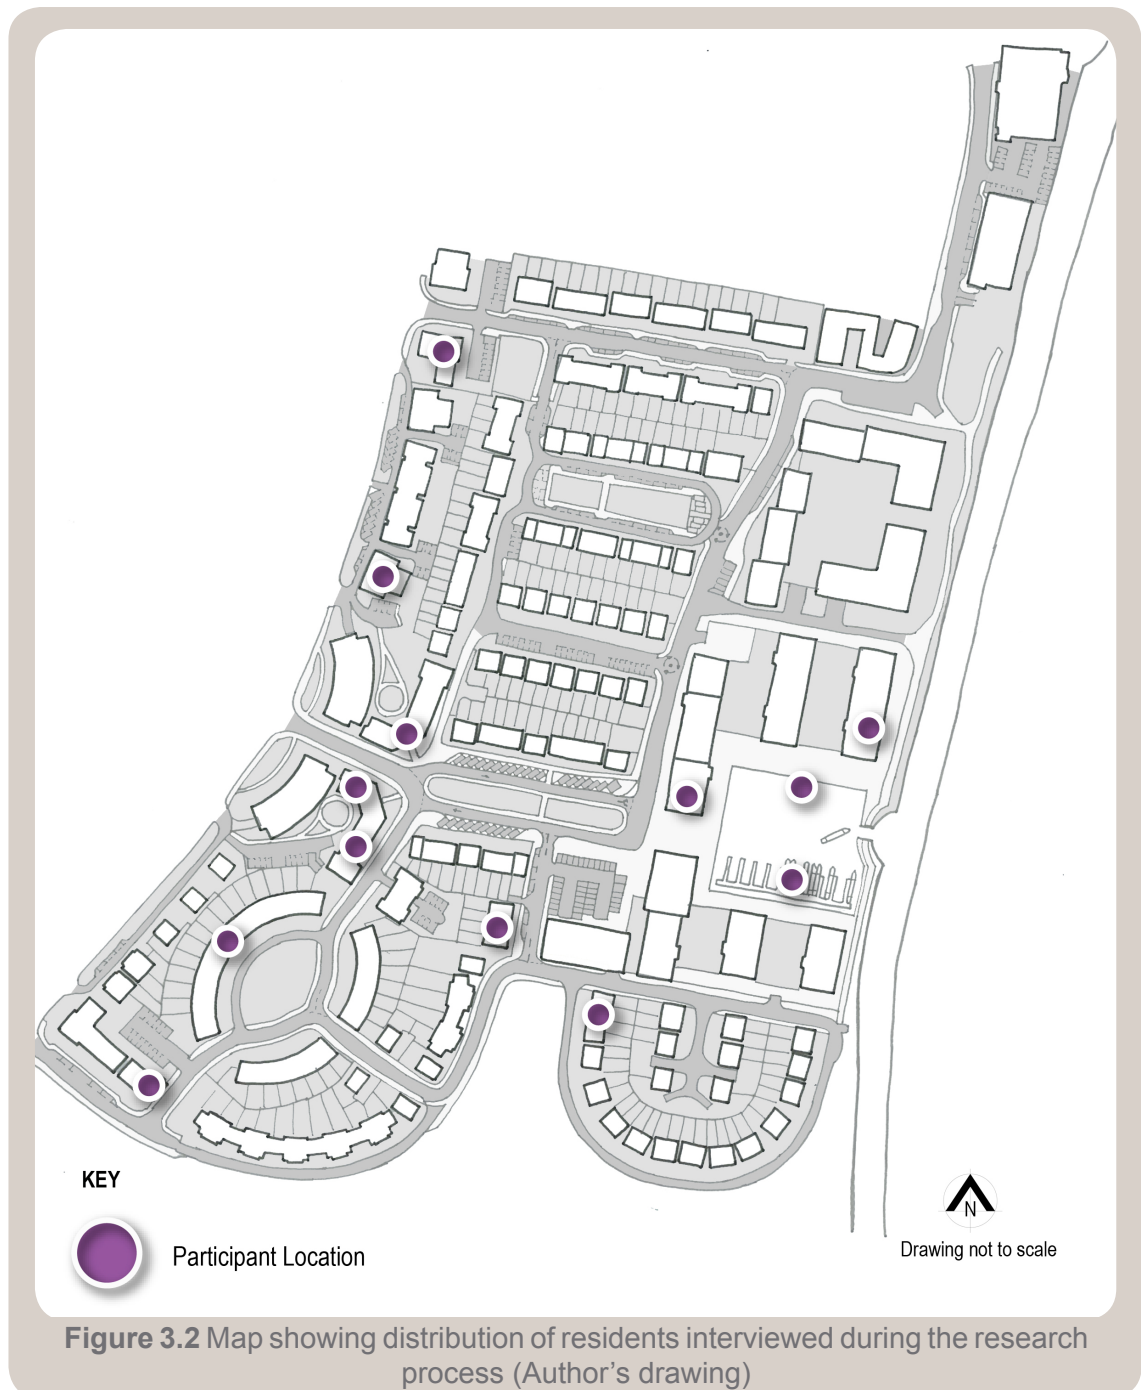 KEY
Participant Location
N
Drawing not to scale
Figure 3.2 Map showing distribution of residents interviewed during the research
process (Author’s drawing)